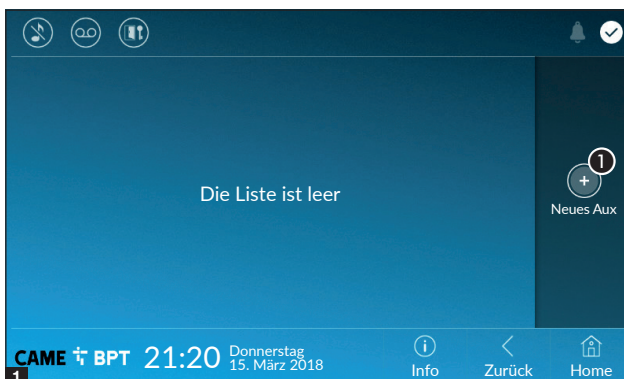 1
Die Liste ist leer
Neues Aux
CAME BPT 21:20 Donnerstag
15. März 2018
Info
Zurück
Home
1